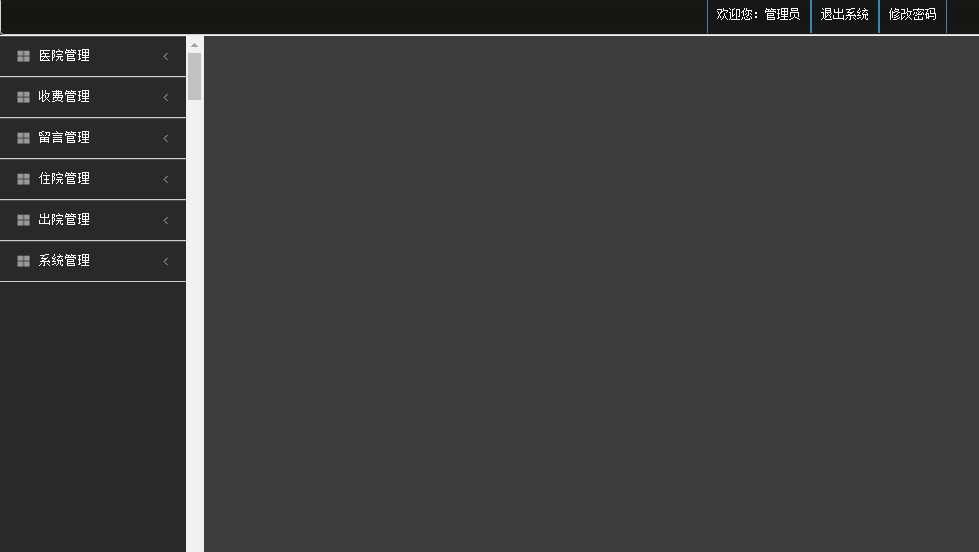 欢迎您：管理员 退出系统 修改密码
医院管理
收费管理
留言管理
住院管理
出院管理
系统管理